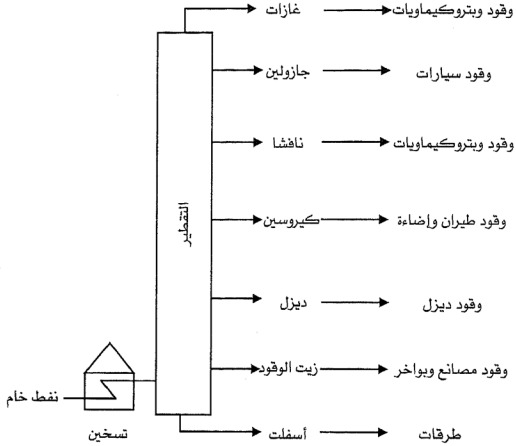 غازات
وقود وبتروكيماويات
جازولين
وقود سيارات
نافشا
وقود وبتروكيماويات
التقطير
كيروسين
وقود طيران وإضاءة
ديزل
وقود ديزل
زيت الوقود
وقود مصانع وبواخر
نفط خام
تسخين
أسفلت
طرقات